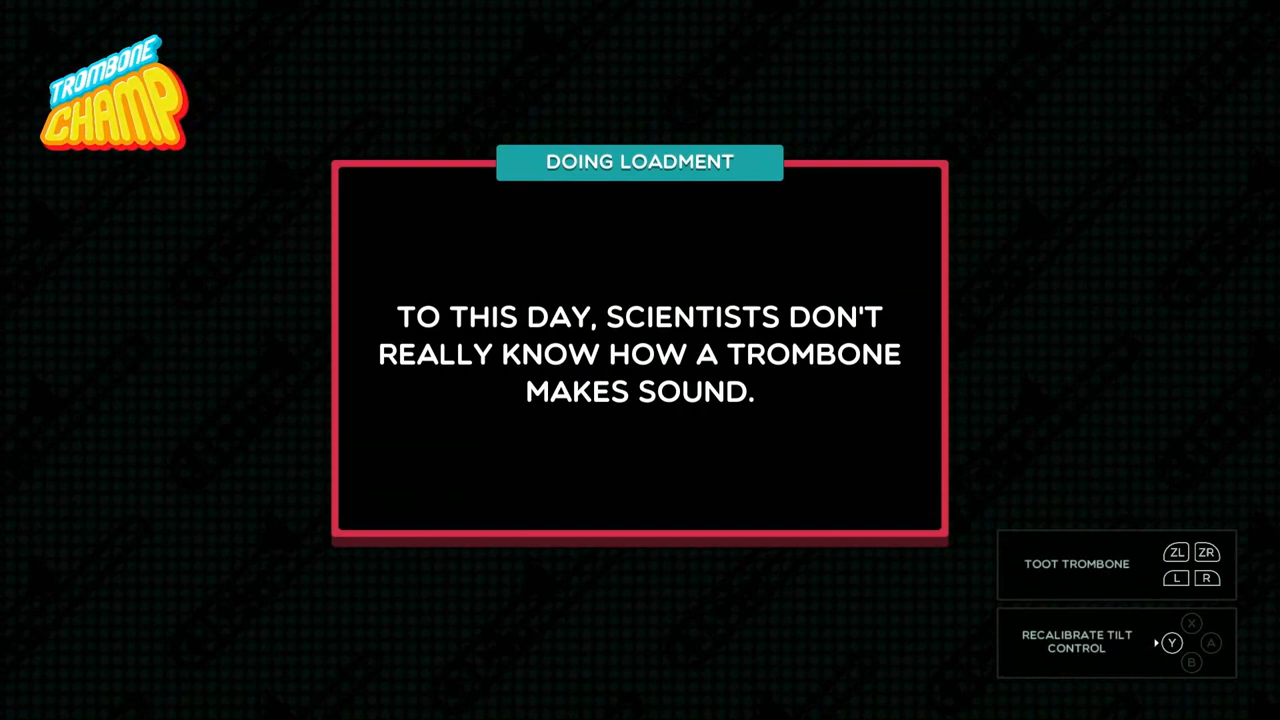 TROMBONE
CHAMP
DOING LOADMENT
TO THIS DAY, SCIENTISTS DON'T
REALLY KNOW HOW A TROMBONE
MAKES SOUND.
TOOT TROMBONE
ZL ZR
L R
RECALIBRATE TILT
CONTROL
X
Y A
B